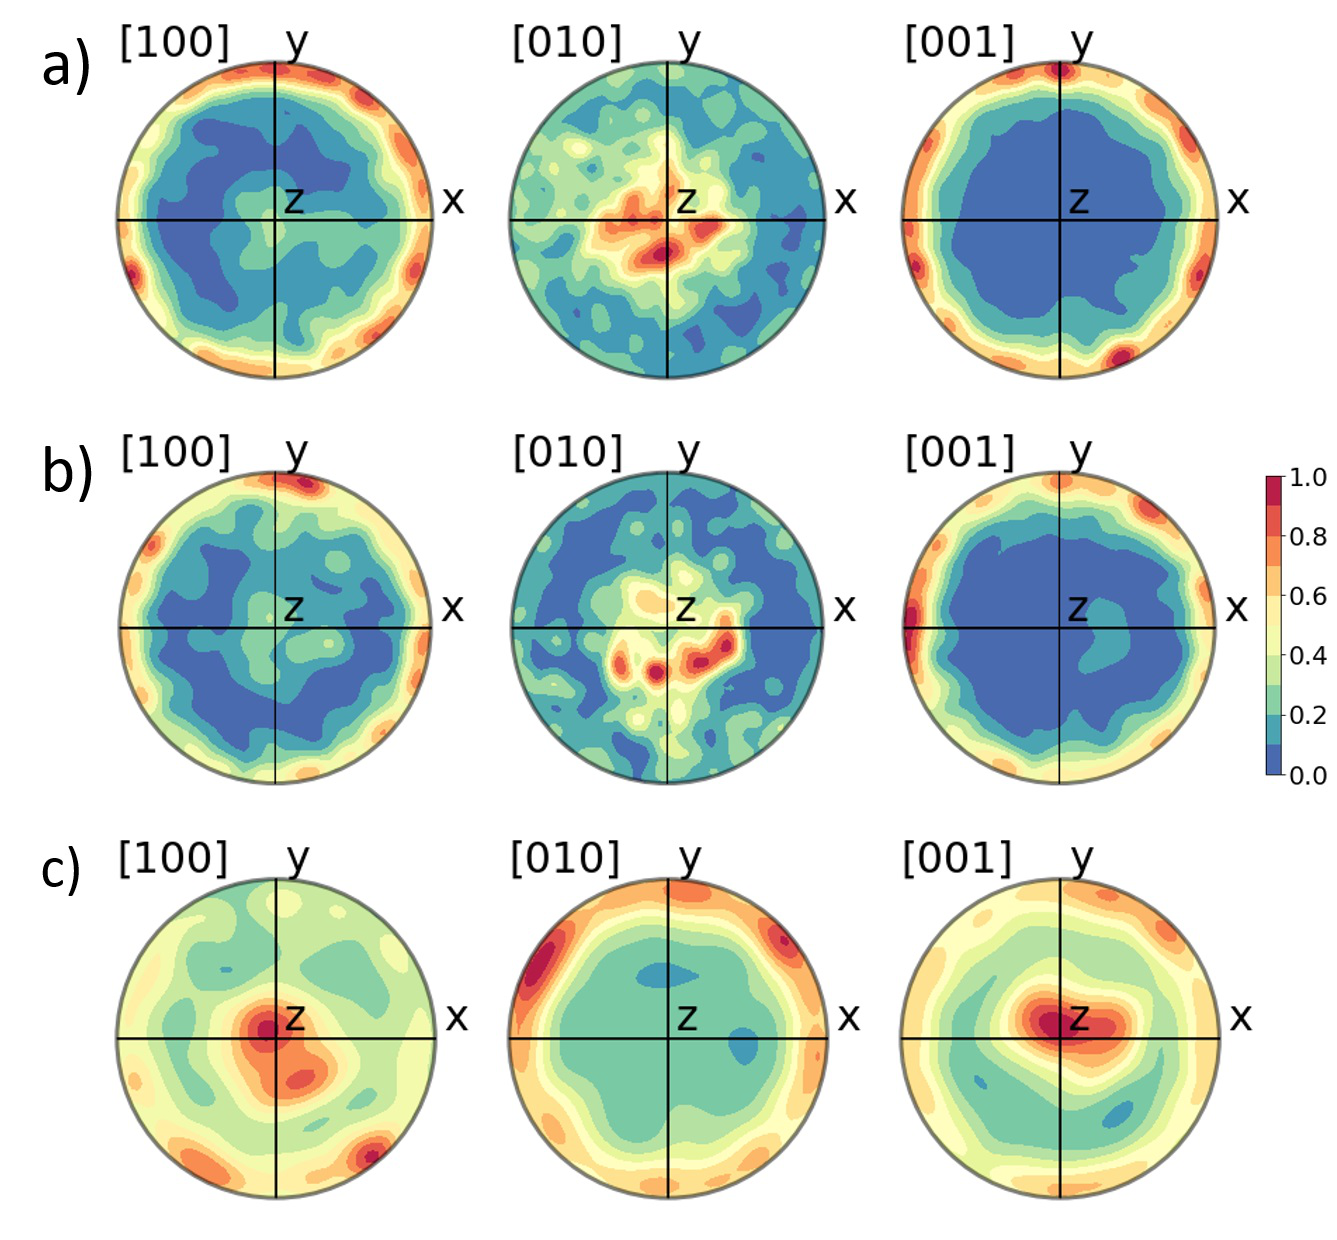 a) [100] y [010] y [001] y
z x z x z x
b) [100] y [010] y [001] y
1.0
0.8
z x z x z x
0.6
0.4
0.2
0.0
c) [100] y [010] y [001] y
z x z x z x